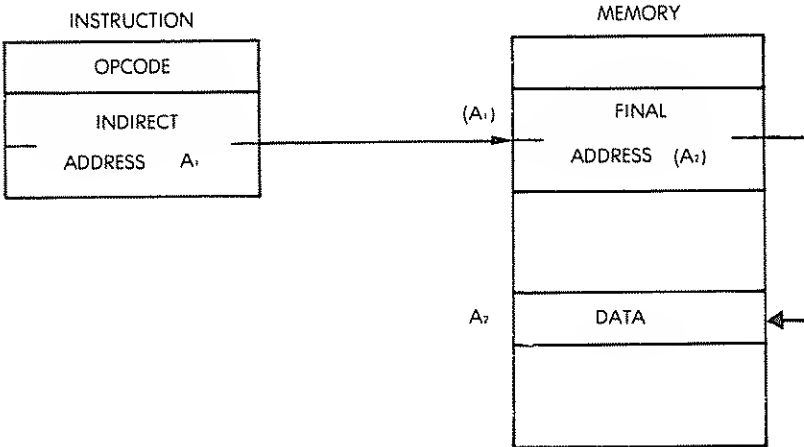 INSTRUCTION
OPCODE
INDIRECT
ADDRESS A₁
MEMORY
(A₁)
FINAL
ADDRESS (A₂)
A₂
DATA